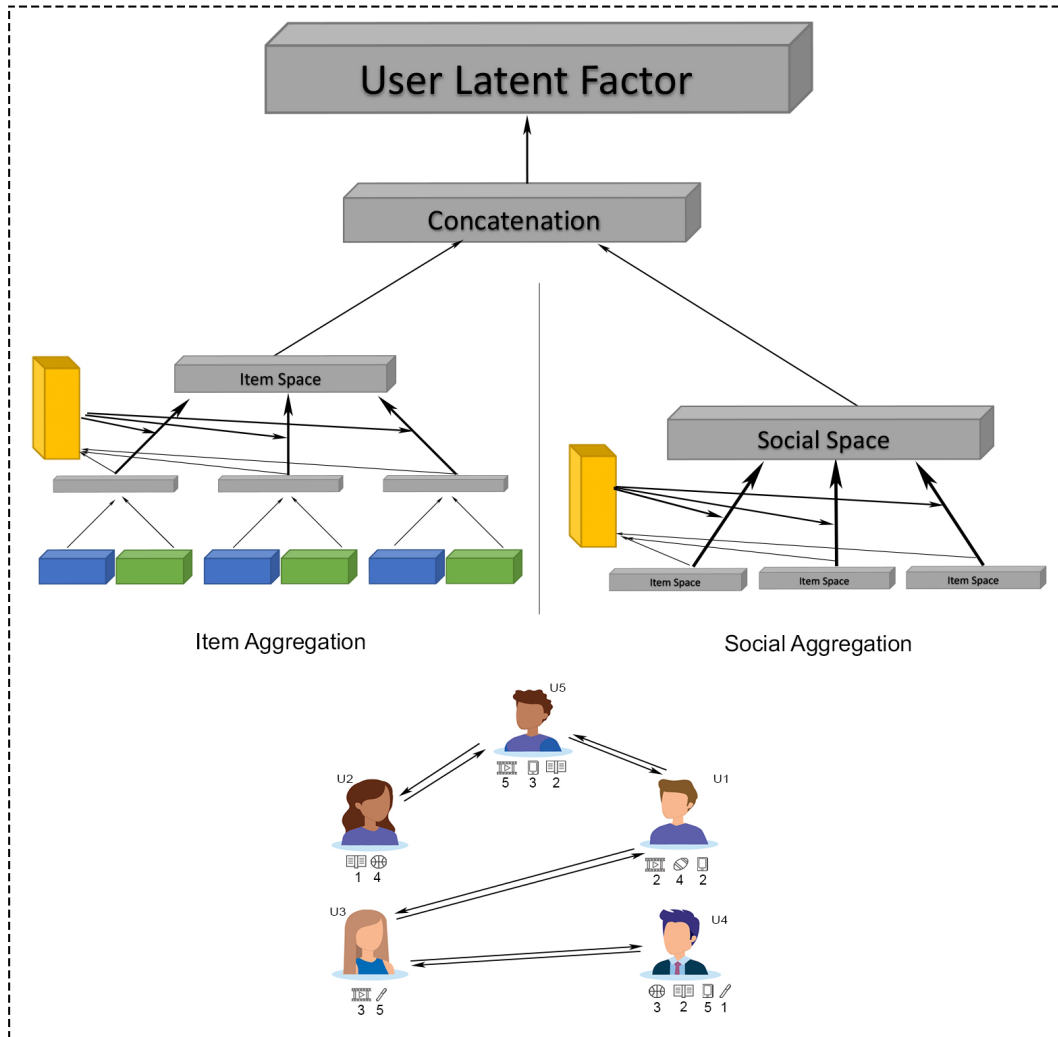 User Latent Factor
Concatenation
Item Space
Social Space
Item Space
Item Space
Item Space
Item Aggregation
Social Aggregation
U5
5 3 2
U2
1 4
U1
2 4 2
U3
3 5
U4
3 2 5 1